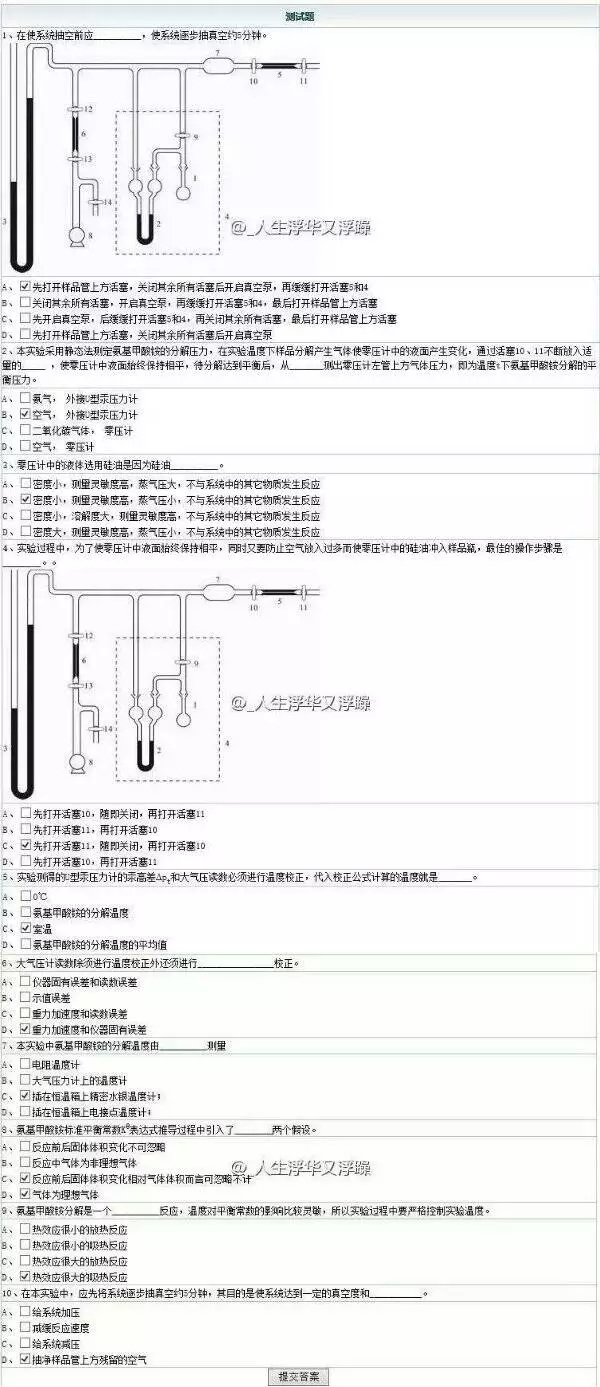 测试题
1、在使系统抽空前应_________，使系统逐步抽真空约5分钟。
7
10
5
11
12
6
13
9
14
1
3
2
4
8
@_人生浮华又浮躁
A、先打开样品管上方活塞，关闭其余所有活塞后开启真空泵，再缓缓打开活塞5和4
B、关闭其余所有活塞，开启真空泵，再缓缓打开活塞5和4，最后打开样品管上方活塞
C、先开启真空泵，后缓缓打开活塞5和4，再关闭其余所有活塞，最后打开样品管上方活塞
D、先打开样品管上方活塞，关闭其余所有活塞后开启真空泵
2、本实验采用静态法测定氨基甲酸铵的分解压力，在实验温度下样品分解产生气体使零压计中的液面产生变化，通过活塞10、11不断放入适
量的_____ ，使零压计中液面始终保持相平，待分解达到平衡后，从______测出零压计左管上方气体压力，即为温度t下氨基甲酸铵分解的平
衡压力。
A、氨气， 外接U型汞压力计
B、空气， 外接U型汞压力计
C、二氧化碳气体， 零压计
D、空气， 零压计
3、零压计中的液体选用硅油是因为硅油_________。
A、密度小，测量灵敏度高，蒸气压大，不与系统中的其它物质发生反应
B、密度小，测量灵敏度高，蒸气压小，不与系统中的其它物质发生反应
C、密度小，溶解度大，测量灵敏度高，不与系统中的其它物质发生反应
D、密度大，测量灵敏度高，蒸气压小，不与系统中的其它物质发生反应
4、实验过程中，为了使零压计中液面始终保持相平，同时又要防止空气放入过多而使零压计中的硅油冲入样品瓶，最佳的操作步骤是
_______。。
7
10
5
11
12
6
13
9
14
1
3
2
4
8
@_人生浮华又浮躁
A、先打开活塞10，随即关闭，再打开活塞11
B、先打开活塞11，再打开活塞10
C、先打开活塞11，随即关闭，再打开活塞10
D、先打开活塞10，再打开活塞11
5、实验测得的U型汞压力计的汞高差Δpt和大气压读数必须进行温度校正，代入校正公式计算的温度就是______。
A、0℃
B、氨基甲酸铵的分解温度
C、室温
D、氨基甲酸铵的分解温度的平均值
6、大气压计读数除须进行温度校正外还须进行______________校正。
A、仪器固有误差和读数误差
B、示值误差
C、重力加速度和读数误差
D、重力加速度和仪器固有误差
7、本实验中氨基甲酸铵的分解温度由_________测量
A、电阻温度计
B、大气压力计上的温度计
C、插在恒温箱上精密水银温度计；
D、插在恒温箱上电接点温度计；
8、氨基甲酸铵标准平衡常数Kθ表达式推导过程中引入了_______两个假设。
A、反应前后固体体积变化不可忽略
B、反应中气体为非理想气体
@_人生浮华又浮躁
C、反应前后固体体积变化相对气体体积而言可忽略不计
D、气体为理想气体
9、氨基甲酸铵分解是一个_________反应，温度对平衡常数的影响比较灵敏，所以实验过程中要严格控制实验温度。
A、热效应很小的放热反应
B、热效应很小的吸热反应
C、热效应很大的放热反应
D、热效应很大的吸热反应
10、在本实验中，应先将系统逐步抽真空约5分钟，其目的是使系统达到一定的真空度和__________。
A、给系统加压
B、减缓反应速度
C、给系统减压
D、抽净样品管上方残留的空气
提交答案